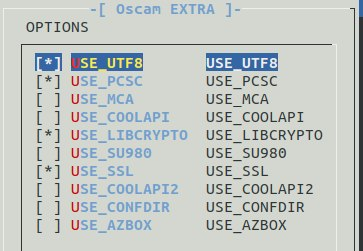 -[ Oscam EXTRA ]-
OPTIONS
[*] USE_UTF8 USE_UTF8
[*] USE_PCSC USE_PCSC
[ ] USE_MCA USE_MCA
[ ] USE_COOLAPI USE_COOLAPI
[*] USE_LIBCRYPTO USE_LIBCRYPTO
[ ] USE_SU980 USE_SU980
[*] USE_SSL USE_SSL
[ ] USE_COOLAPI2 USE_COOLAPI2
[ ] USE_CONFDIR USE_CONFDIR
[ ] USE_AZBOX USE_AZBOX